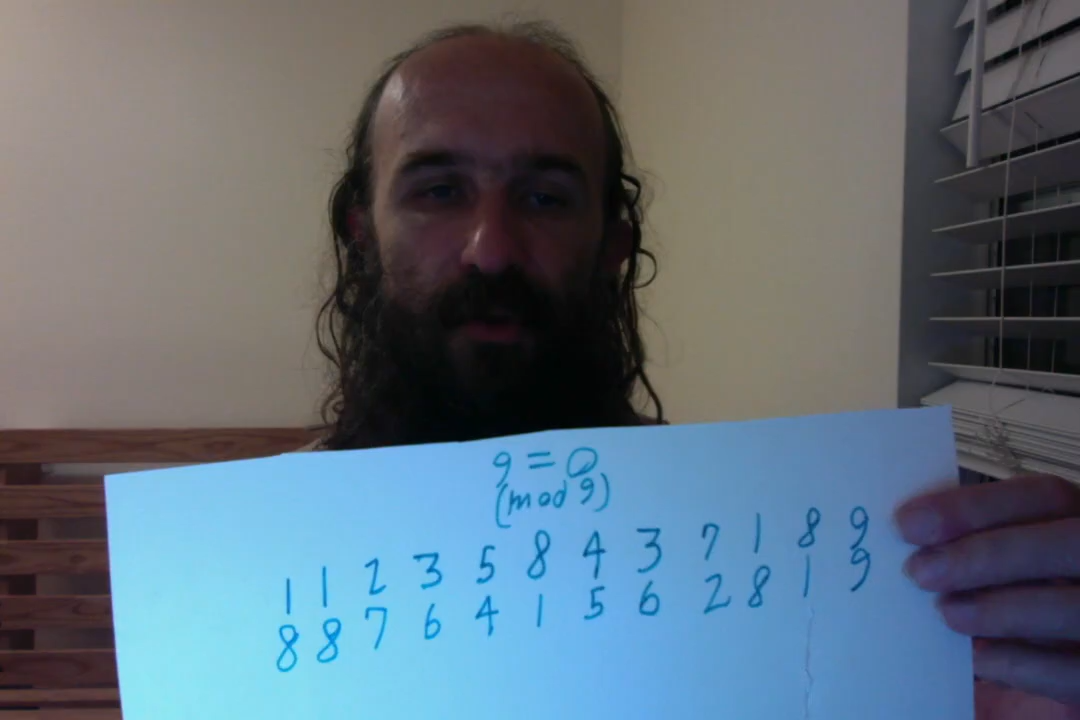 9 = 0
(mod 9)
1 1 2 3 5 8 4 3 7 1 8 9
8 8 7 6 4 1 5 6 2 8 1 9